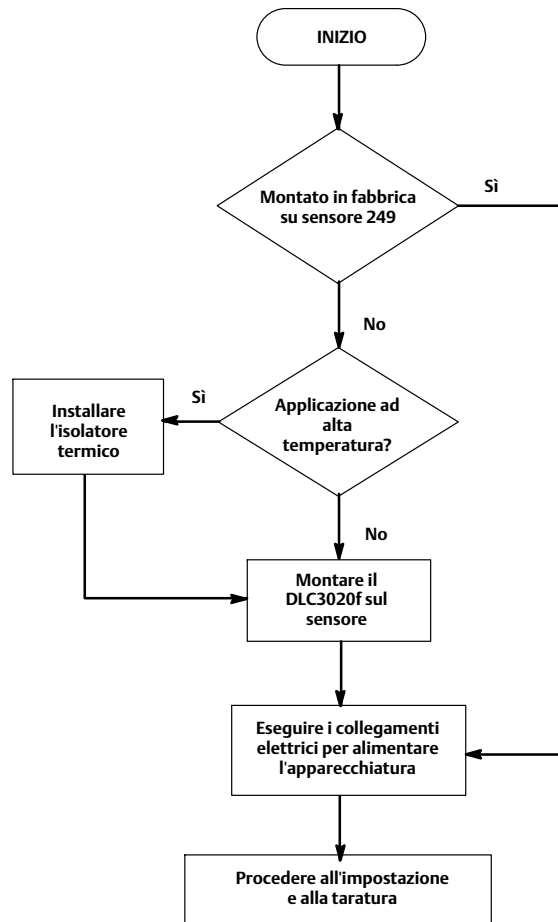 INIZIO
Montato in fabbrica
su sensore 249
Sì
No
Applicazione ad
alta
temperatura?
Sì
Installare
l'isolatore
termico
No
Montare il
DLC3020f sul
sensore
Eseguire i collegamenti
elettrici per alimentare
l'apparecchiatura
Procedere all'impostazione
e alla taratura